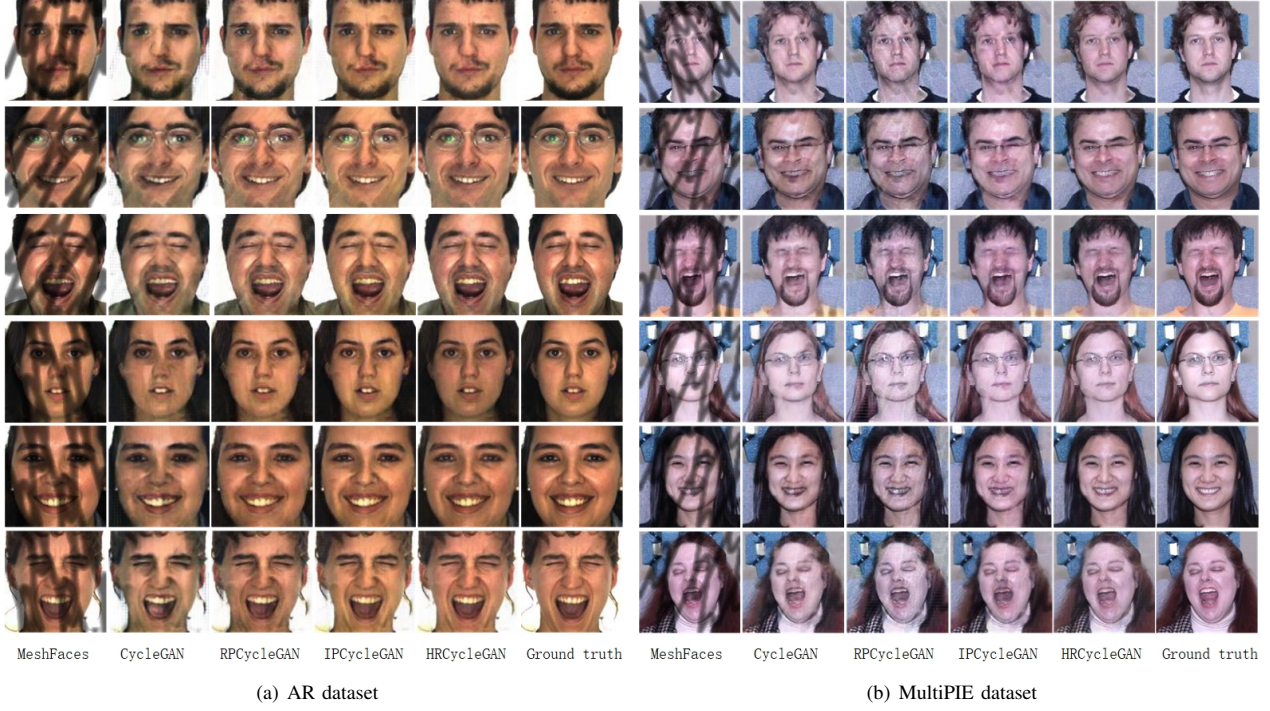 MeshFaces CycleGAN RPCycleGAN IPCycleGAN HRCycleGAN Ground truth
(a) AR dataset
MeshFaces CycleGAN RPCycleGAN IPCycleGAN HRCycleGAN Ground truth
(b) MultiPIE dataset